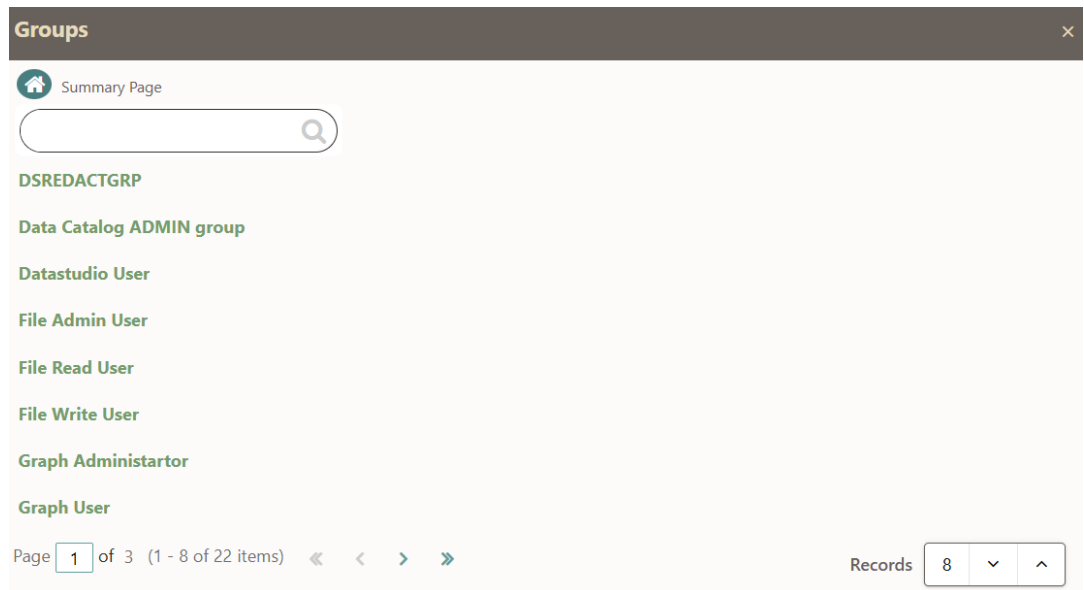 Groups ×
Summary Page
DSREDACTGRP
Data Catalog ADMIN group
Datastudio User
File Admin User
File Read User
File Write User
Graph Administartor
Graph User
Page 1 of 3 (1 - 8 of 22 items) Records 8